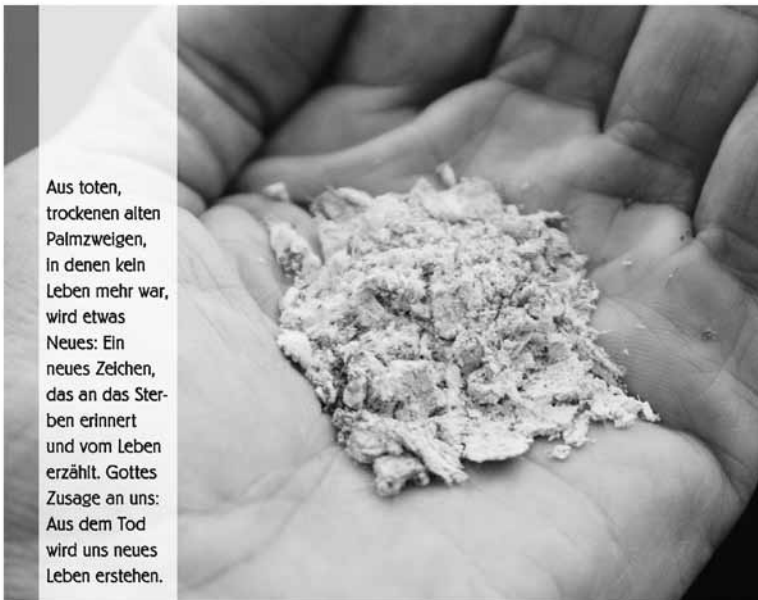 Aus toten,
trockenen alten
Palmzweigen,
in denen kein
Leben mehr war,
wird etwas
Neues: Ein
neues Zeichen,
das an das Ster-
ben erinnert
und vom Leben
erzählt. Gottes
Zusage an uns:
Aus dem Tod
wird uns neues
Leben erstehen.